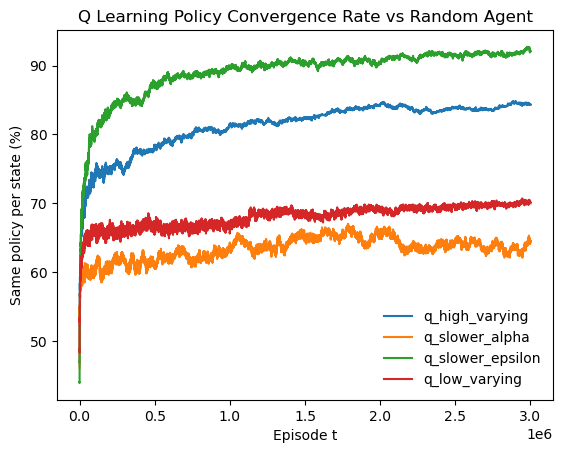 Q Learning Policy Convergence Rate vs Random Agent
Same policy per state (%)
90
80
70
60
50
q_high_varying
q_slower_alpha
q_slower_epsilon
q_low_varying
0.0 0.5 1.0 1.5 2.0 2.5 3.0
1e6
Episode t